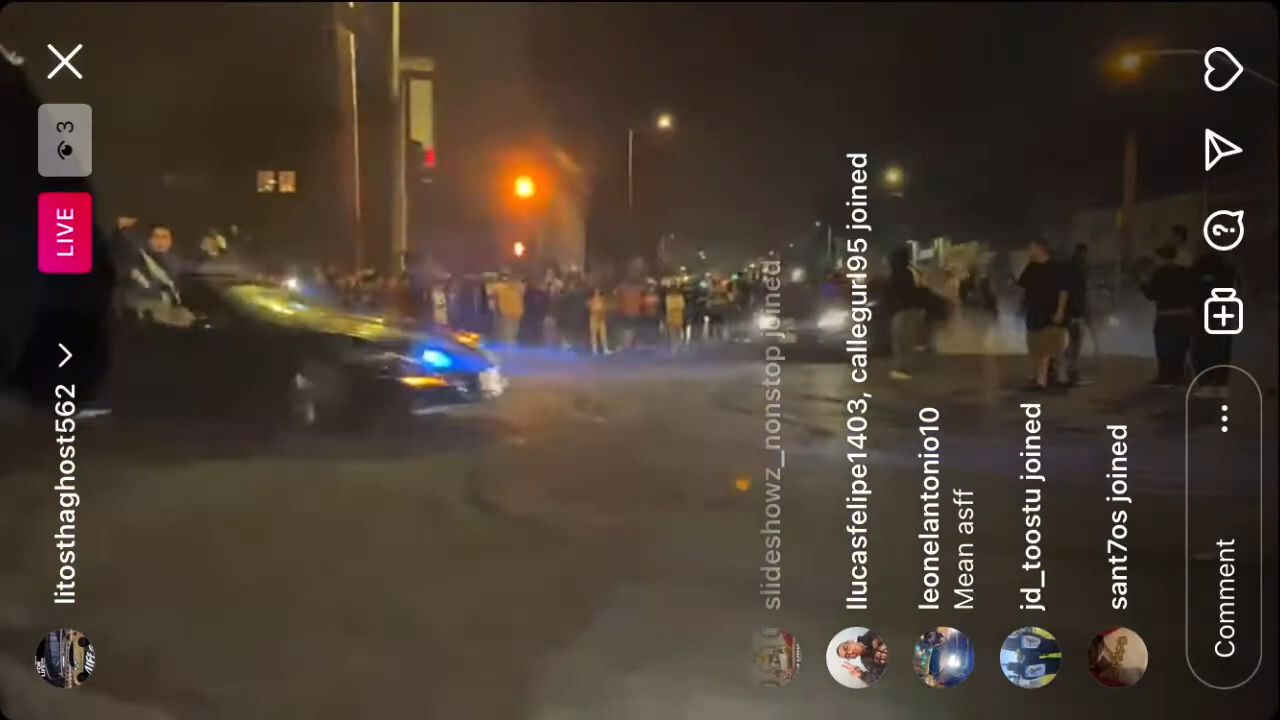 litosthaghost562
LIVE
3
slideshowz_nonstop joined.
llucasfelipe1403, callegurl95 joined
leonelantonio10
Mean asff
jd_toostu joined
sant7os joined
Comment